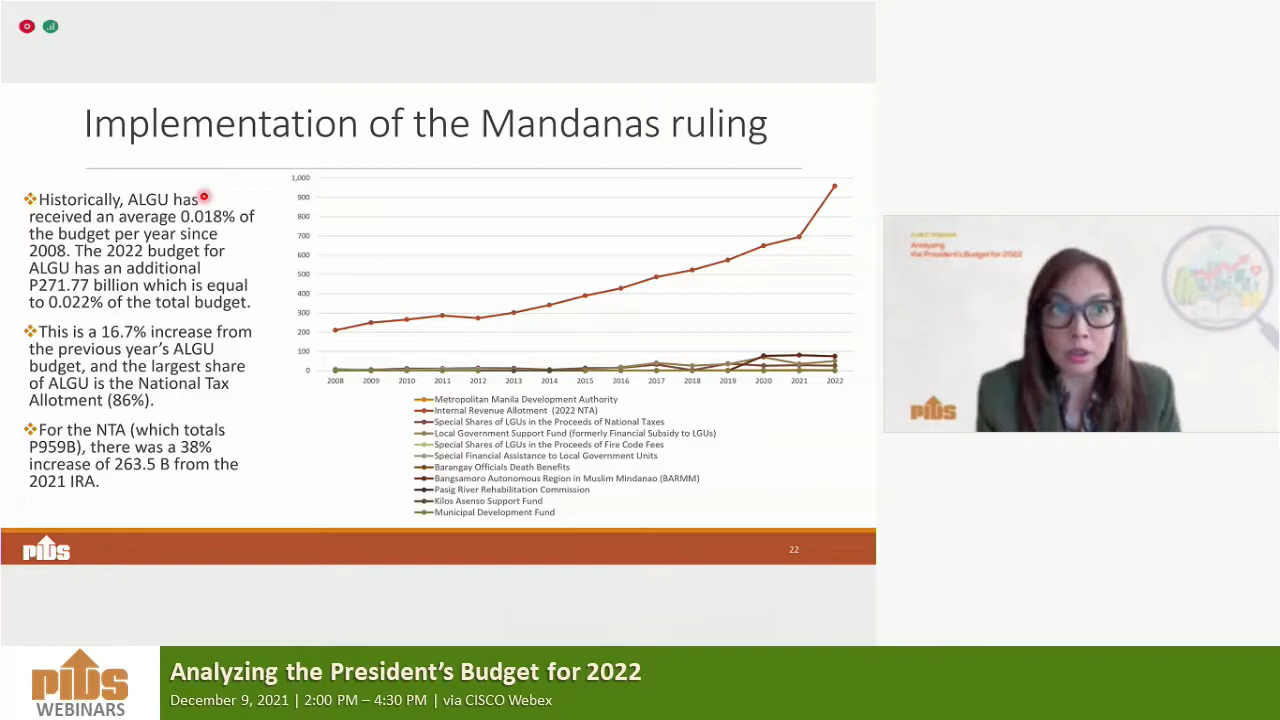 Implementation of the Mandanas ruling
Historically, ALGU has
received an average 0.018% of
the budget per year since
2008. The 2022 budget for
ALGU has an additional
P271.77 billion which is equal
to 0.022% of the total budget.
This is a 16.7% increase from
the previous year's ALGU
budget, and the largest share
of ALGU is the National Tax
Allotment (86%).
For the NTA (which totals
P959B), there was a 38%
increase of 263.5 B from the
2021 IRA.
1,000
900
800
700
600
500
400
300
200
100
0
2008 2009 2010 2011 2012 2013 2014 2015 2016 2017 2018 2019 2020 2021 2022
Metropolitan Manila Development Authority
Internal Revenue Allotment (2022 NTA)
Special Shares of LGUs in the Proceeds of National Taxes
Local Government Support Fund (formerly Financial Subsidy to LGUs)
Special Shares of LGUs in the Proceeds of Fire Code Fees
Special Financial Assistance to Local Government Units
Barangay Officials Death Benefits
Bangsamoro Autonomous Region in Muslim Mindanao (BARMM)
Pasig River Rehabilitation Commission
Kilos Asenso Support Fund
Municipal Development Fund
PIDS
22
PUBLIC WEBINAR
Analyzing
the President's Budget for 2022
PIDS
PIDS
WEBINARS
Analyzing the President's Budget for 2022
December 9, 2021 | 2:00 PM – 4:30 PM | via CISCO Webex